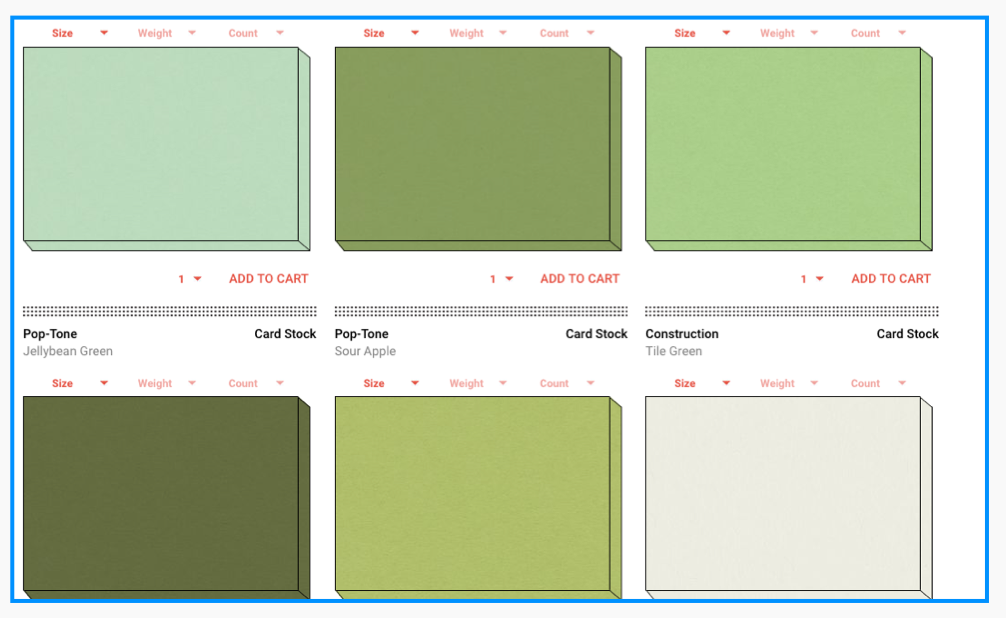 Size Weight Count Size Weight Count Size Weight Count
1 ADD TO CART 1 ADD TO CART 1 ADD TO CART
Pop-Tone Card Stock Pop-Tone Card Stock Construction Card Stock
Jellybean Green Sour Apple Tile Green
Size Weight Count Size Weight Count Size Weight Count